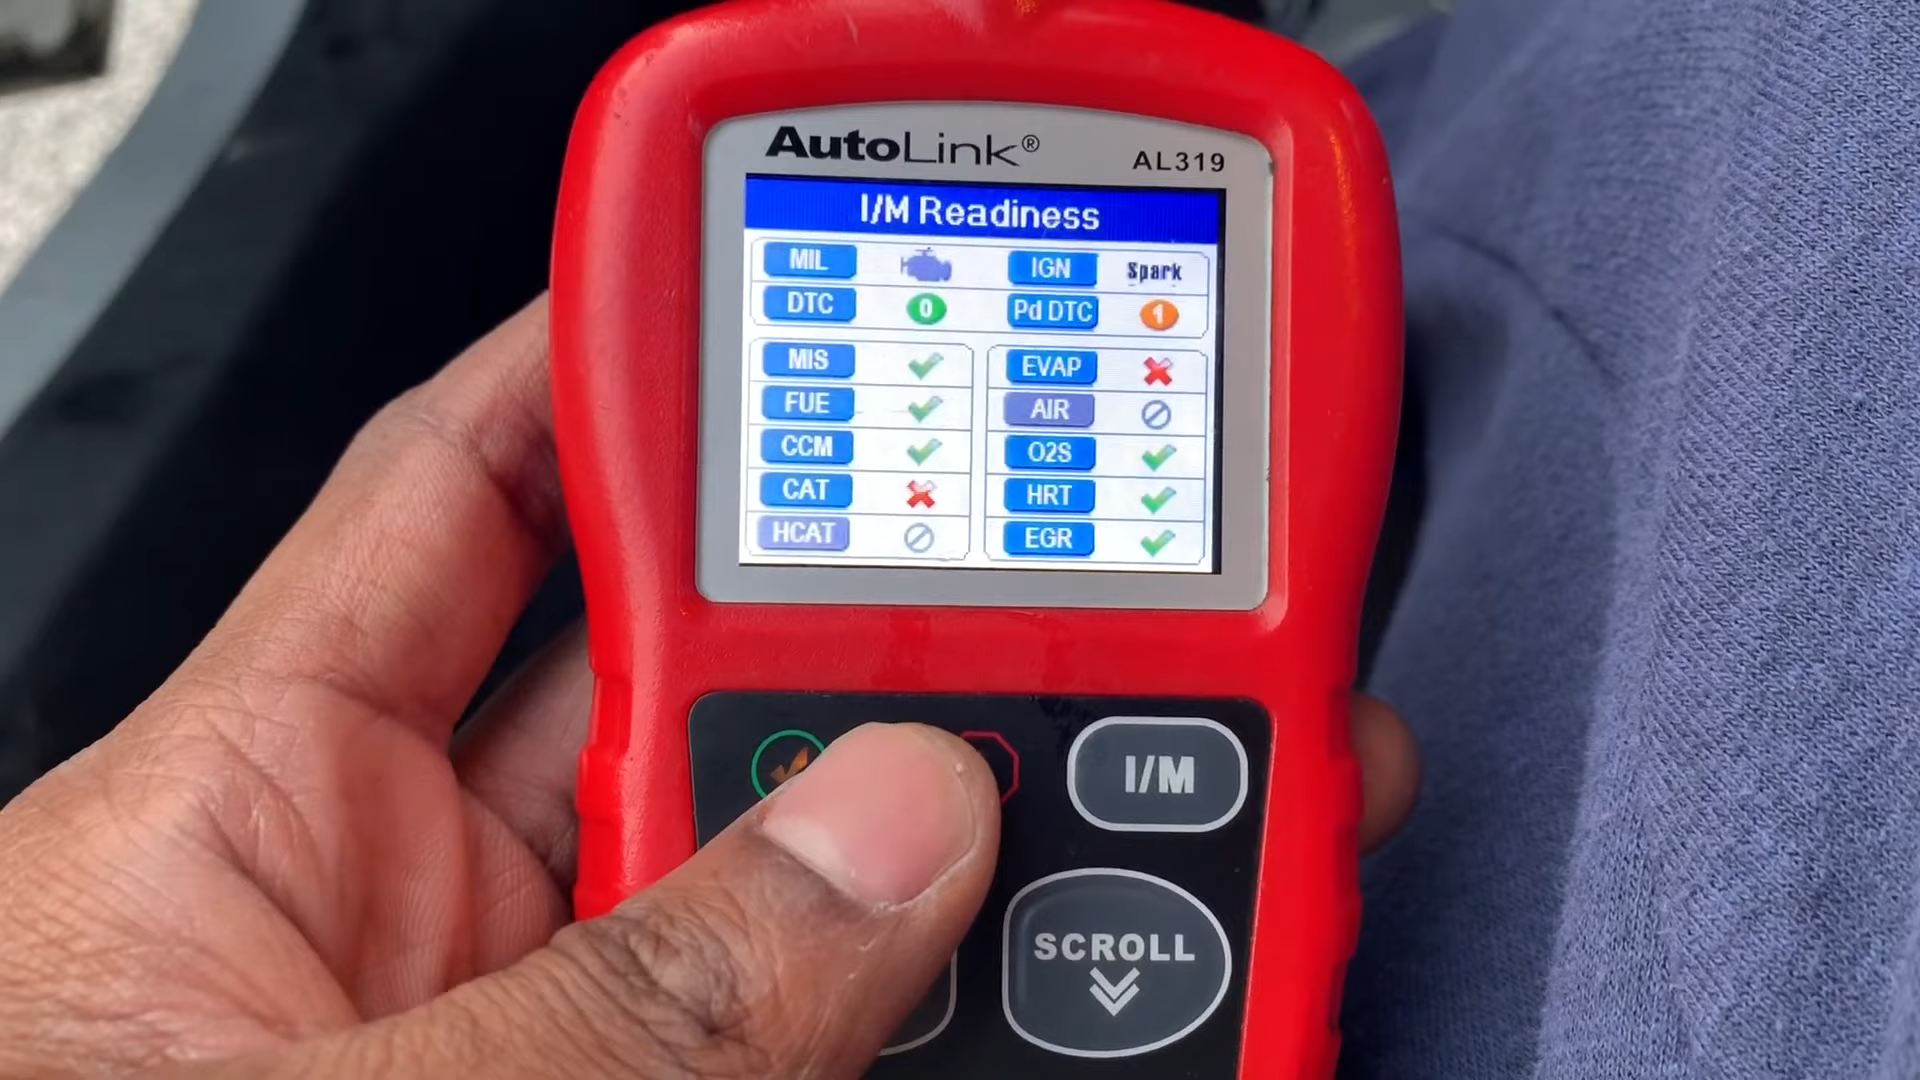 AutoLink® AL319
I/M Readiness
MIL IGN Spark
DTC 0 Pd DTC 1
MIS EVAP
FUE AIR
CCM O2S
CAT HRT
HCAT EGR
I/M
SCROLL